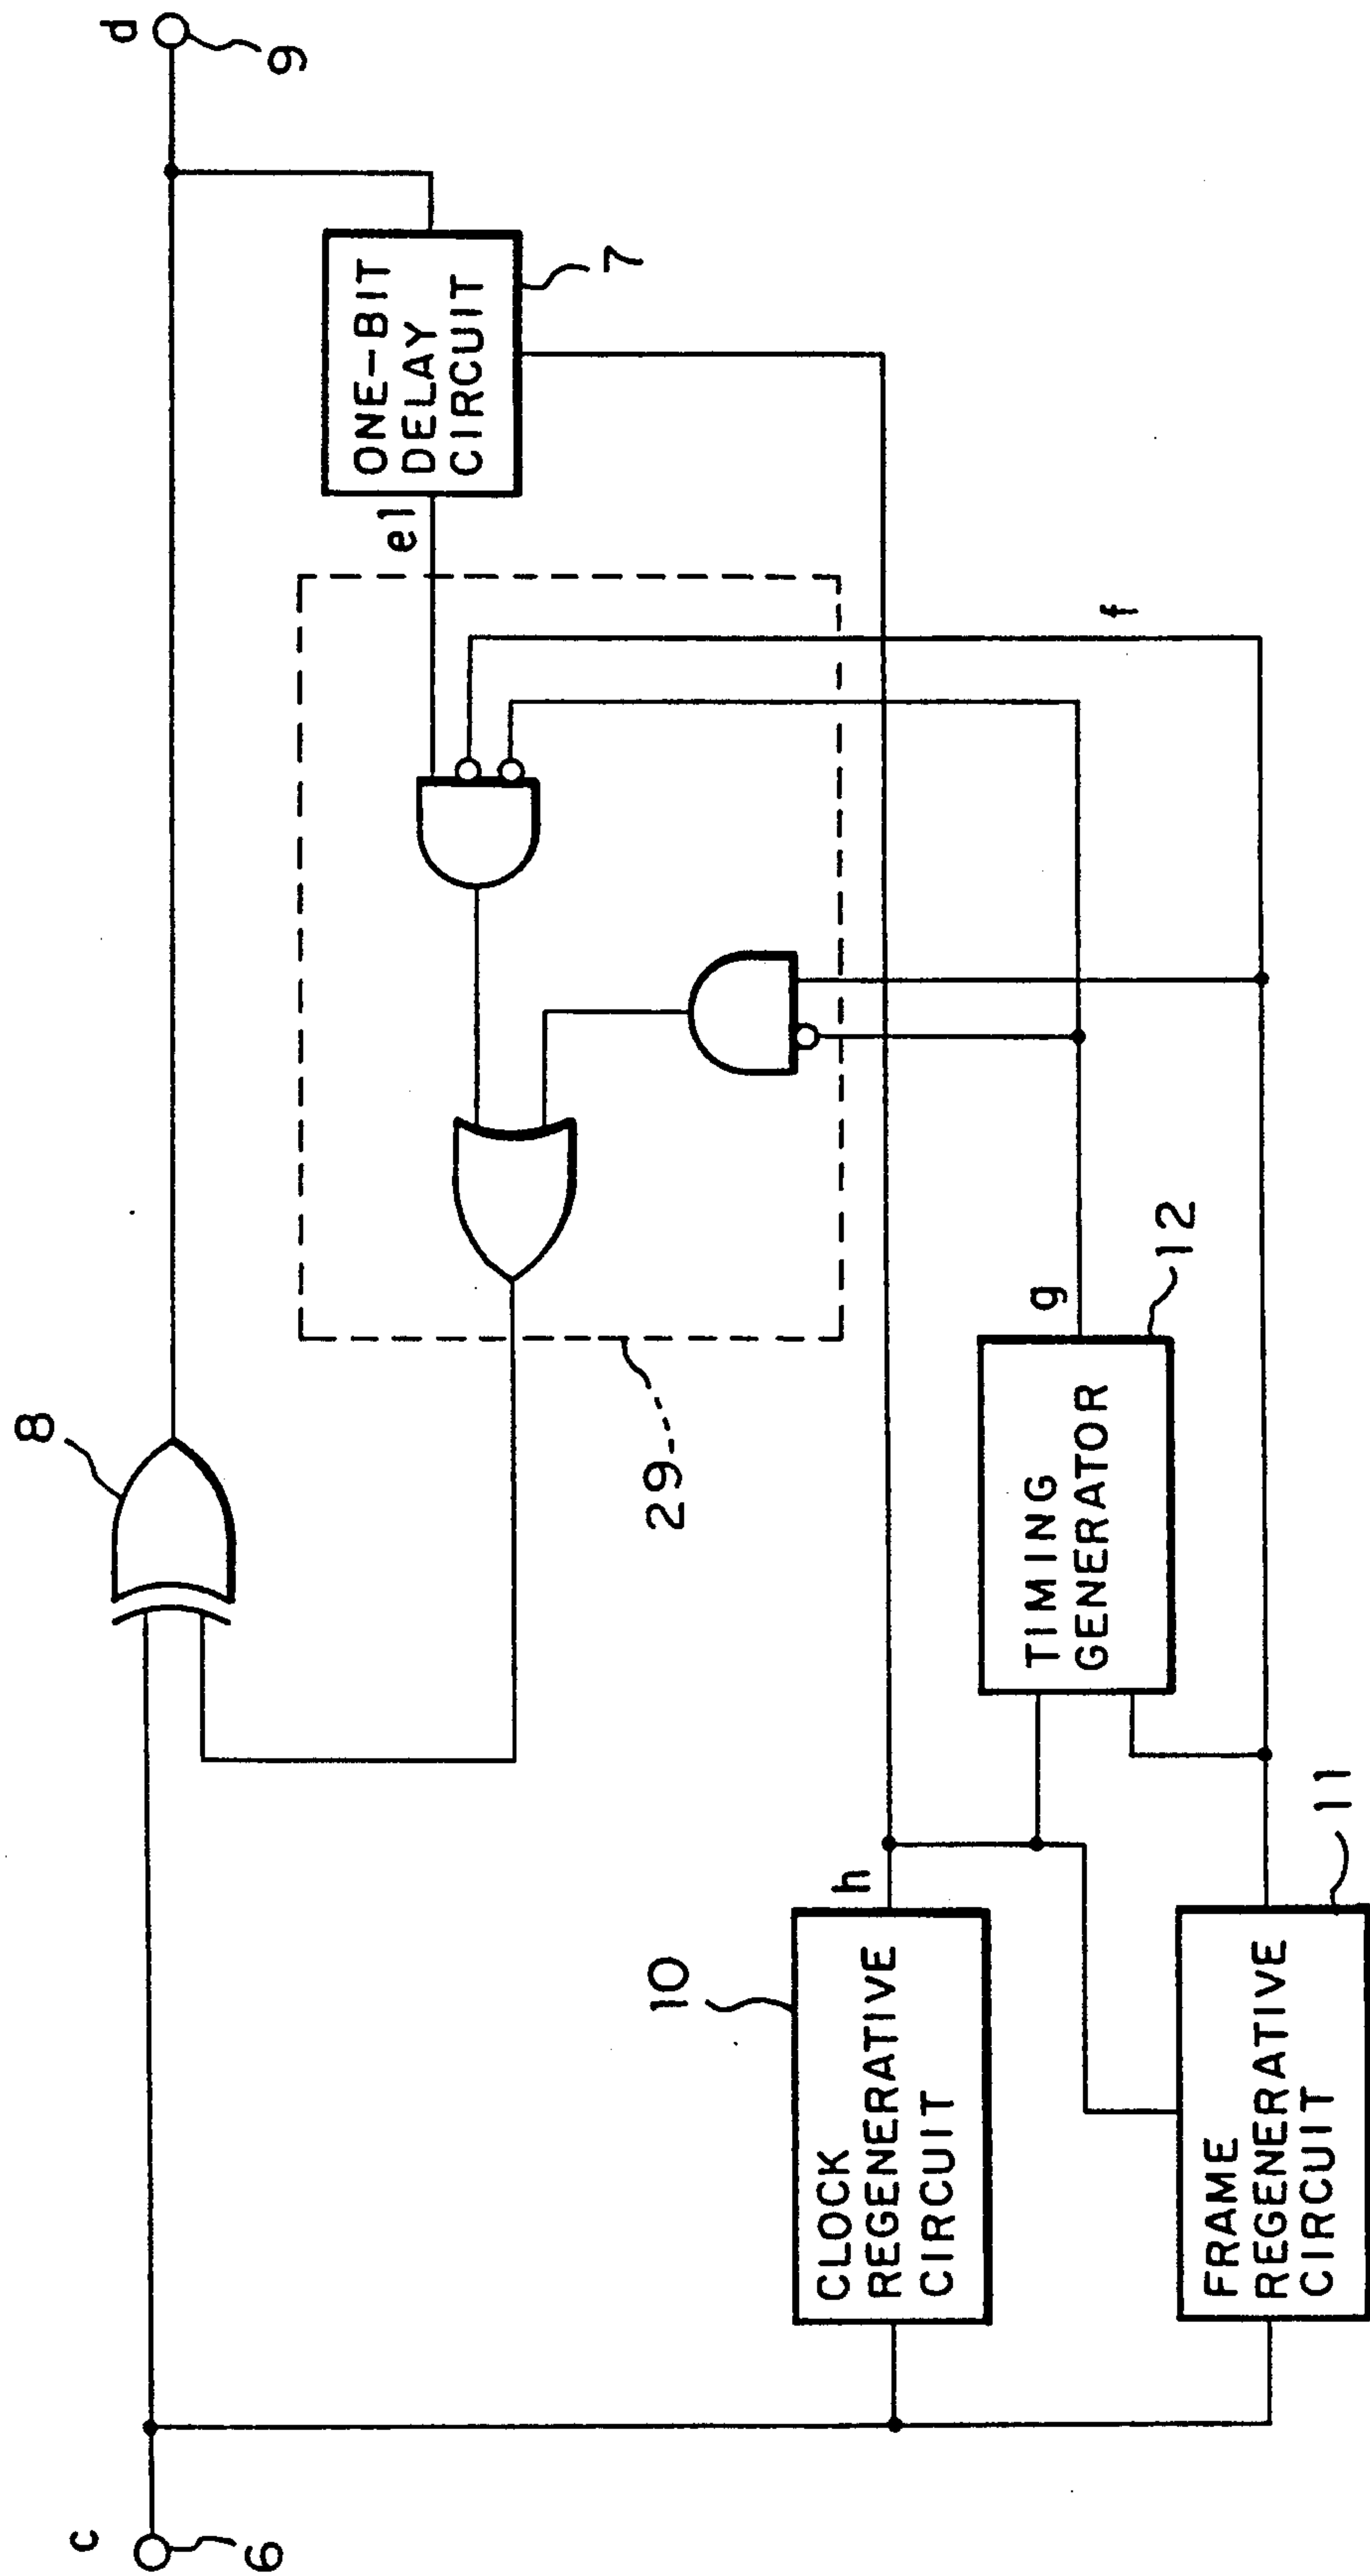 c
6
8
d
9
ONE-BIT
DELAY
CIRCUIT
7
e1
29
f
g
h
10
CLOCK
REGENERATIVE
CIRCUIT
TIMING
GENERATOR
12
FRAME
REGENERATIVE
CIRCUIT
11